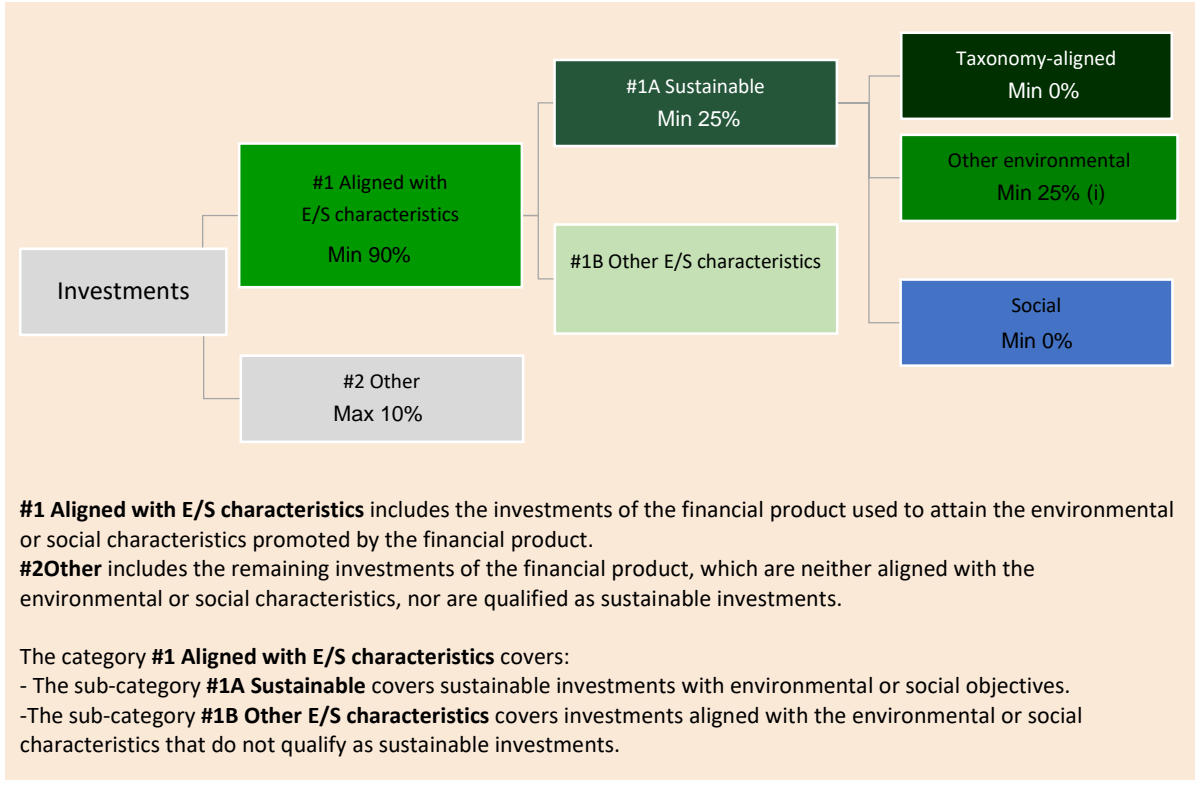 Investments
#1 Aligned with
E/S characteristics
Min 90%
#2 Other
Max 10%
#1A Sustainable
Min 25%
#1B Other E/S characteristics
Taxonomy-aligned
Min 0%
Other environmental
Min 25% (i)
Social
Min 0%
#1 Aligned with E/S characteristics includes the investments of the financial product used to attain the environmental
or social characteristics promoted by the financial product.
#2Other includes the remaining investments of the financial product, which are neither aligned with the
environmental or social characteristics, nor are qualified as sustainable investments.
The category #1 Aligned with E/S characteristics covers:
- The sub-category #1A Sustainable covers sustainable investments with environmental or social objectives.
-The sub-category #1B Other E/S characteristics covers investments aligned with the environmental or social
characteristics that do not qualify as sustainable investments.